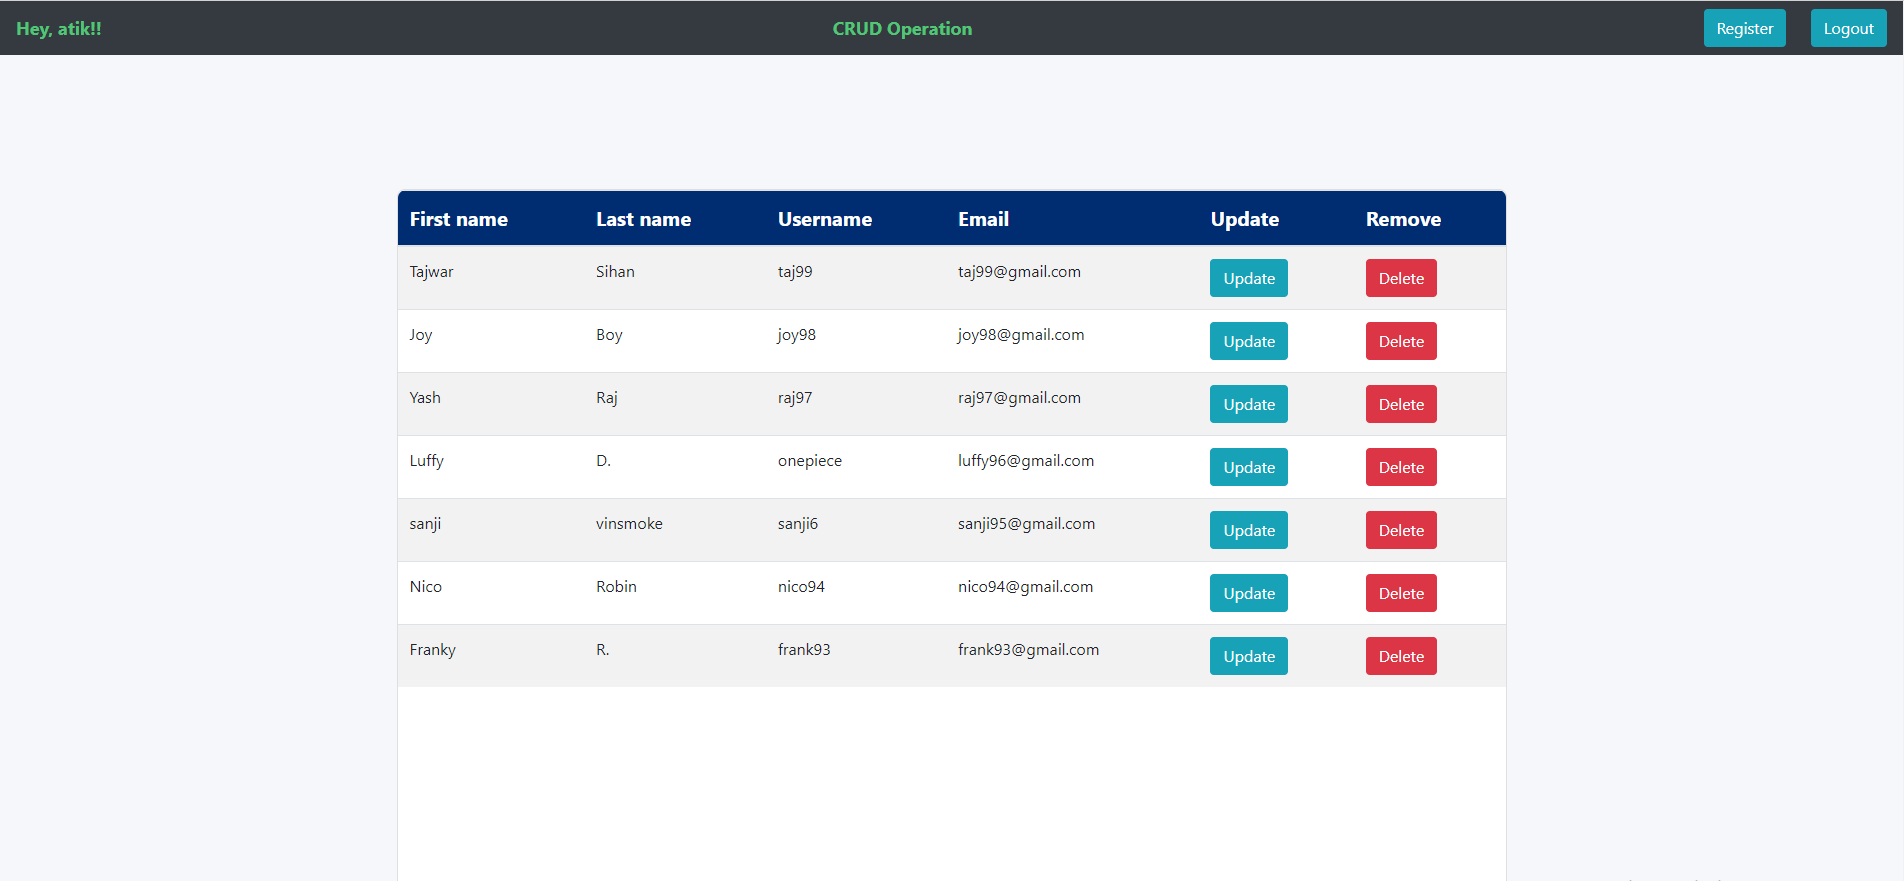 Hey, atik!! CRUD Operation Register Logout
First name Last name Username Email Update Remove
Tajwar Sihan taj99 taj99@gmail.com Update Delete
Joy Boy joy98 joy98@gmail.com Update Delete
Yash Raj raj97 raj97@gmail.com Update Delete
Luffy D. onepiece luffy96@gmail.com Update Delete
sanji vinsmoke sanji6 sanji95@gmail.com Update Delete
Nico Robin nico94 nico94@gmail.com Update Delete
Franky R. frank93 frank93@gmail.com Update Delete